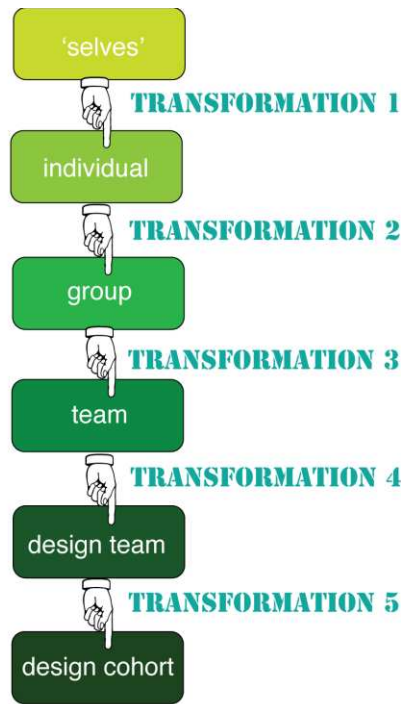 ‘selves’
TRANSFORMATION 1
individual
TRANSFORMATION 2
group
TRANSFORMATION 3
team
TRANSFORMATION 4
design team
TRANSFORMATION 5
design cohort